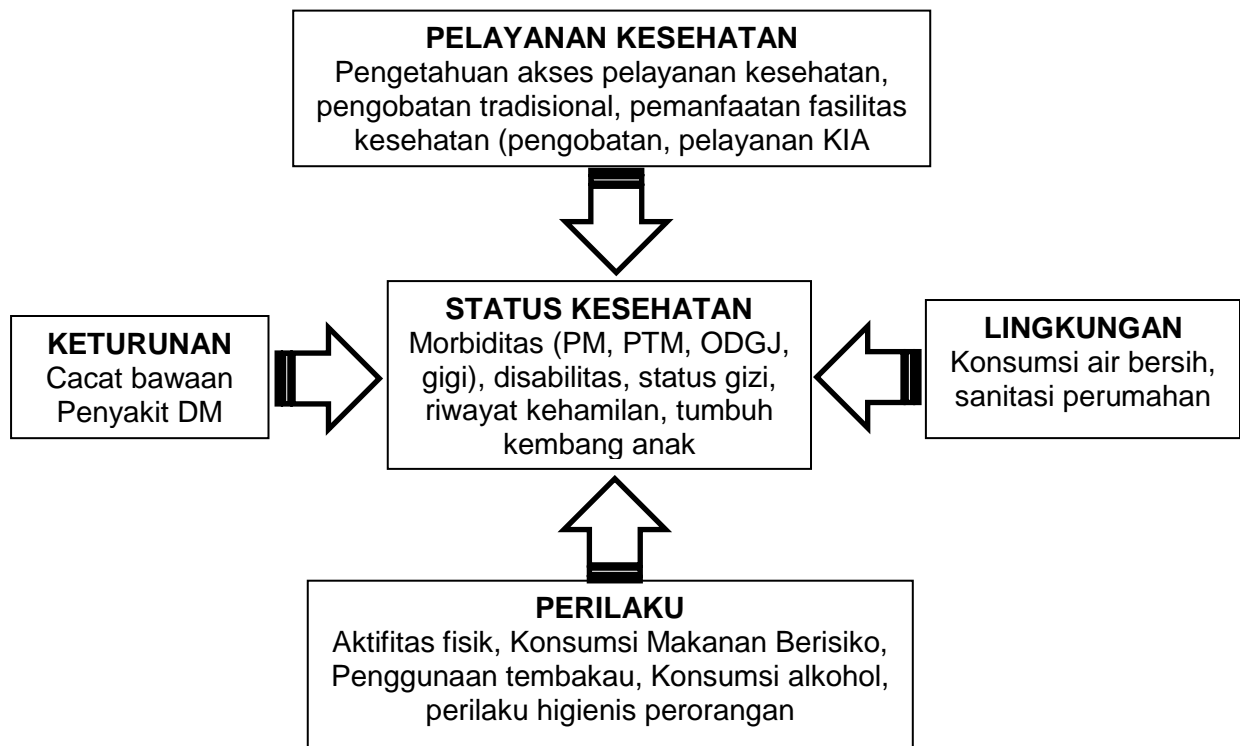 PELAYANAN KESEHATAN
Pengetahuan akses pelayanan kesehatan,
pengobatan tradisional, pemanfaatan fasilitas
kesehatan (pengobatan, pelayanan KIA
KETURUNAN
Cacat bawaan
Penyakit DM
STATUS KESEHATAN
Morbiditas (PM, PTM, ODGJ,
gigi), disabilitas, status gizi,
riwayat kehamilan, tumbuh
kembang anak
LINGKUNGAN
Konsumsi air bersih,
sanitasi perumahan
PERILAKU
Aktifitas fisik, Konsumsi Makanan Berisiko,
Penggunaan tembakau, Konsumsi alkohol,
perilaku higienis perorangan